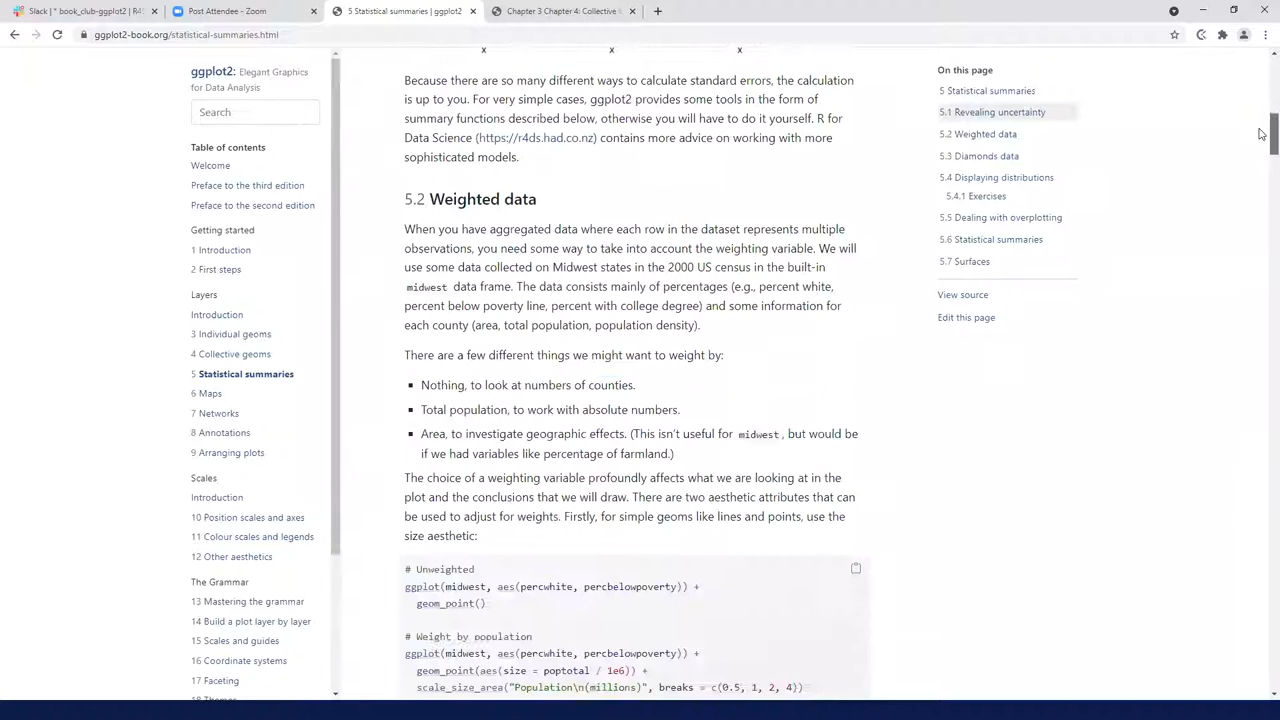 Slack | * book_club-ggplot2 | R4S
Post Attendee - Zoom
5 Statistical summaries | ggplot2
Chapter 3 Chapter 4: Collective
ggplot2-book.org/statistical-summaries.html
ggplot2: Elegant Graphics
for Data Analysis
Search
Table of contents
Welcome
Preface to the third edition
Preface to the second edition
Getting started
1 Introduction
2 First steps
Layers
Introduction
3 Individual geoms
4 Collective geoms
5 Statistical summaries
6 Maps
7 Networks
8 Annotations
9 Arranging plots
Scales
Introduction
10 Position scales and axes
11 Colour scales and legends
12 Other aesthetics
The Grammar
13 Mastering the grammar
14 Build a plot layer by layer
15 Scales and guides
16 Coordinate systems
17 Faceting
18 Themes
x x x
Because there are so many different ways to calculate standard errors, the calculation
is up to you. For very simple cases, ggplot2 provides some tools in the form of
summary functions described below, otherwise you will have to do it yourself. R for
Data Science (https://r4ds.had.co.nz) contains more advice on working with more
sophisticated models.
5.2 Weighted data
When you have aggregated data where each row in the dataset represents multiple
observations, you need some way to take into account the weighting variable. We will
use some data collected on Midwest states in the 2000 US census in the built-in
midwest data frame. The data consists mainly of percentages (e.g., percent white,
percent below poverty line, percent with college degree) and some information for
each county (area, total population, population density).
There are a few different things we might want to weight by:
Nothing, to look at numbers of counties.
Total population, to work with absolute numbers.
Area, to investigate geographic effects. (This isn't useful for midwest, but would be
if we had variables like percentage of farmland.)
The choice of a weighting variable profoundly affects what we are looking at in the
plot and the conclusions that we will draw. There are two aesthetic attributes that can
be used to adjust for weights. Firstly, for simple geoms like lines and points, use the
size aesthetic:
# Unweighted
ggplot(midwest, aes(percwhite, percbelowpoverty)) +
geom_point()
# Weight by population
ggplot(midwest, aes(percwhite, percbelowpoverty)) +
geom_point(aes(size = poptotal / 1e6)) +
scale_size_area("Population\n(millions)", breaks = c(0.5, 1, 2, 4))
On this page
5 Statistical summaries
5.1 Revealing uncertainty
5.2 Weighted data
5.3 Diamonds data
5.4 Displaying distributions
5.4.1 Exercises
5.5 Dealing with overplotting
5.6 Statistical summaries
5.7 Surfaces
View source
Edit this page